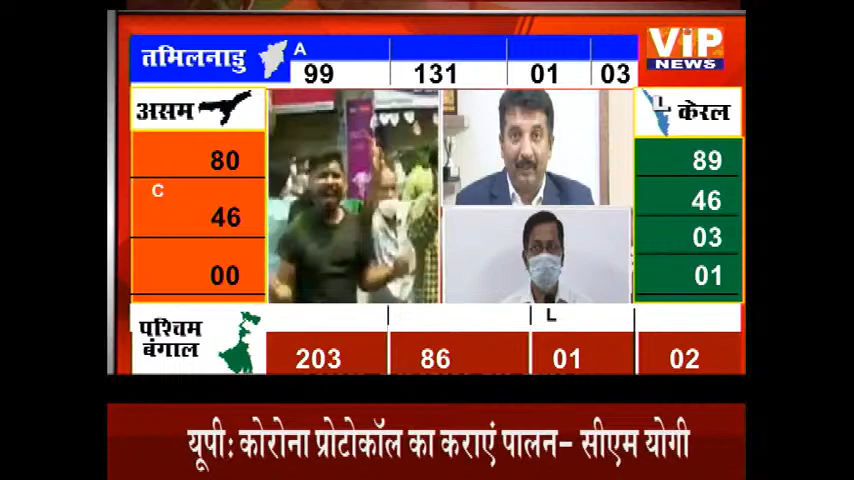 तमिलनाडु
A
99 131 01 03
ViP
NEWS
असम
80
C
46
00
L
केरल
89
46
03
01
पश्चिम
बंगाल
L
203 86 01 02
यूपी: कोरोना प्रोटोकॉल का कराएं पालन- सीएम योगी